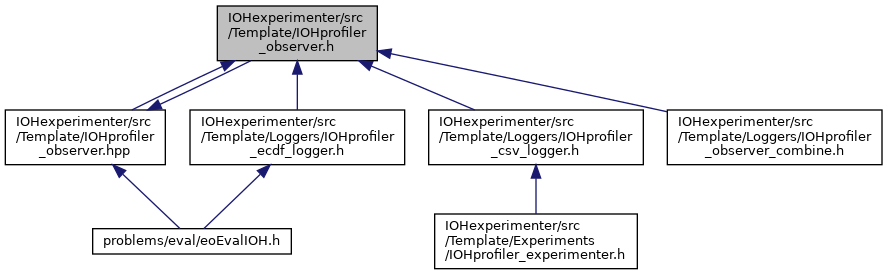 IOHexperimenter/src
/Template/IOHprofiler
_observer.h
IOHexperimenter/src
/Template/IOHprofiler
_observer.hpp
IOHexperimenter/src
/Template/Loggers/IOHprofiler
_ecdf_logger.h
IOHexperimenter/src
/Template/Loggers/IOHprofiler
_csv_logger.h
IOHexperimenter/src
/Template/Loggers/IOHprofiler
_observer_combine.h
problems/eval/eoEvalIOH.h
IOHexperimenter/src
/Template/Experiments
/IOHprofiler_experimenter.h